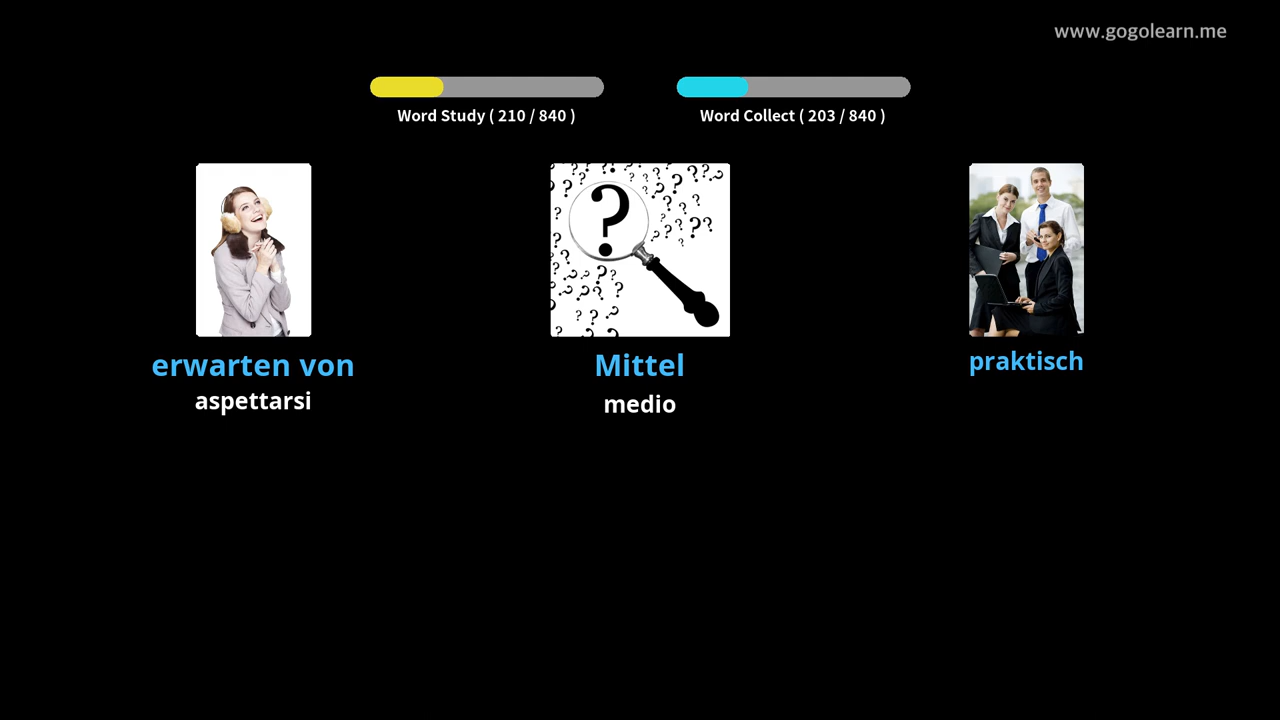 www.gogolearn.me
Word Study ( 210 / 840 )
Word Collect ( 203 / 840 )
erwarten von
aspettarsi
Mittel
medio
praktisch